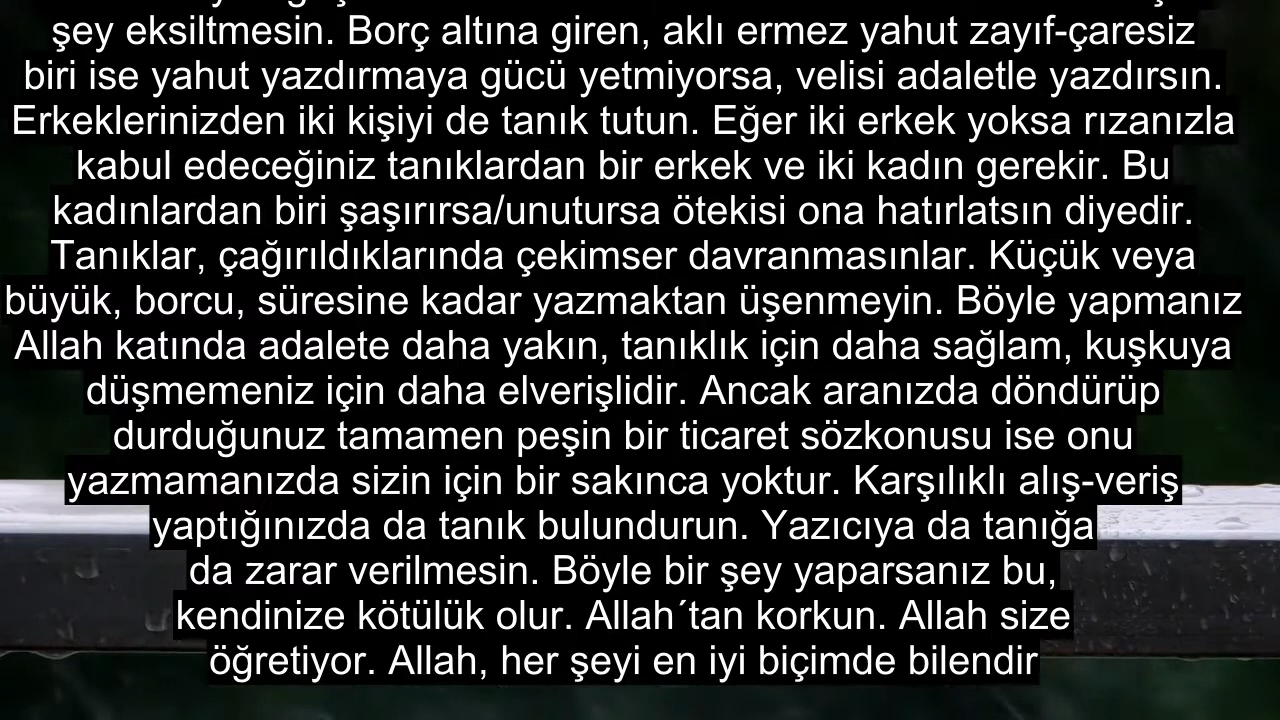 şey eksiltmesin. Borç altına giren, aklı ermez yahut zayıf-çaresiz
biri ise yahut yazdırmaya gücü yetmiyorsa, velisi adaletle yazdırsın.
Erkeklerinizden iki kişiyi de tanık tutun. Eğer iki erkek yoksa rızanızla
kabul edeceğiniz tanıklardan bir erkek ve iki kadın gerekir. Bu
kadınlardan biri şaşırırsa/unutursa ötekisi ona hatırlatsın diyedir.
Tanıklar, çağırıldıklarında çekimser davranmasınlar. Küçük veya
büyük, borcu, süresine kadar yazmaktan üşenmeyin. Böyle yapmanız
Allah katında adalete daha yakın, tanıklık için daha sağlam, kuşkuya
düşmemeniz için daha elverişlidir. Ancak aranızda döndürüp
durduğunuz tamamen peşin bir ticaret sözkonusu ise onu
yazmamanızda sizin için bir sakınca yoktur. Karşılıklı alış-veriş
yaptığınızda da tanık bulundurun. Yazıcıya da tanığa
da zarar verilmesin. Böyle bir şey yaparsanız bu,
kendinize kötülük olur. Allah´tan korkun. Allah size
öğretiyor. Allah, her şeyi en iyi biçimde bilendir